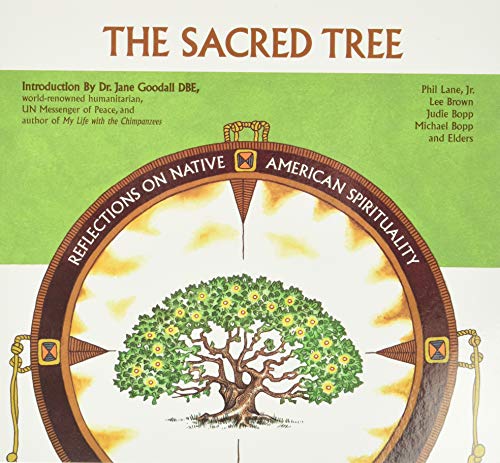 THE SACRED TREE
Introduction By Dr. Jane Goodall DBE,
world-renowned humanitarian,
UN Messenger of Peace, and
author of My Life with the Chimpanzees
Phil Lane, Jr.
Lee Brown
Judie Bopp
Michael Bopp
and Elders
REFLECTIONS ON NATIVE AMERICAN SPIRITUALITY